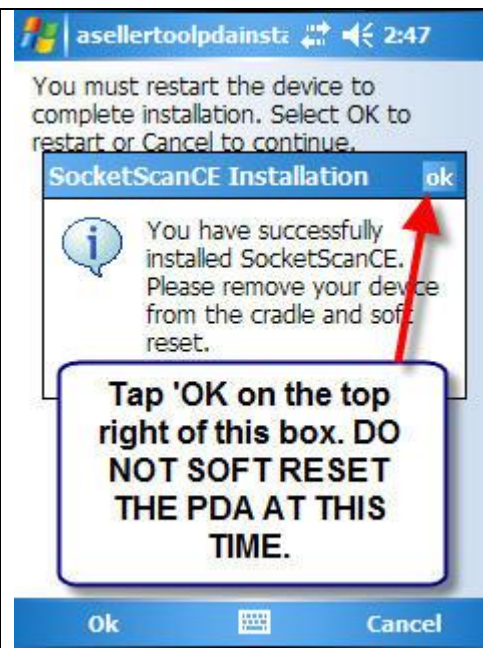 asellertoolpdainsta 2:47
You must restart the device to
complete installation. Select OK to
restart or Cancel to continue.
SocketScanCE Installation ok
You have successfully
installed SocketScanCE.
Please remove your device
from the cradle and soft
reset.
Tap 'OK on the top
right of this box. DO
NOT SOFT RESET
THE PDA AT THIS
TIME.
Ok Cancel